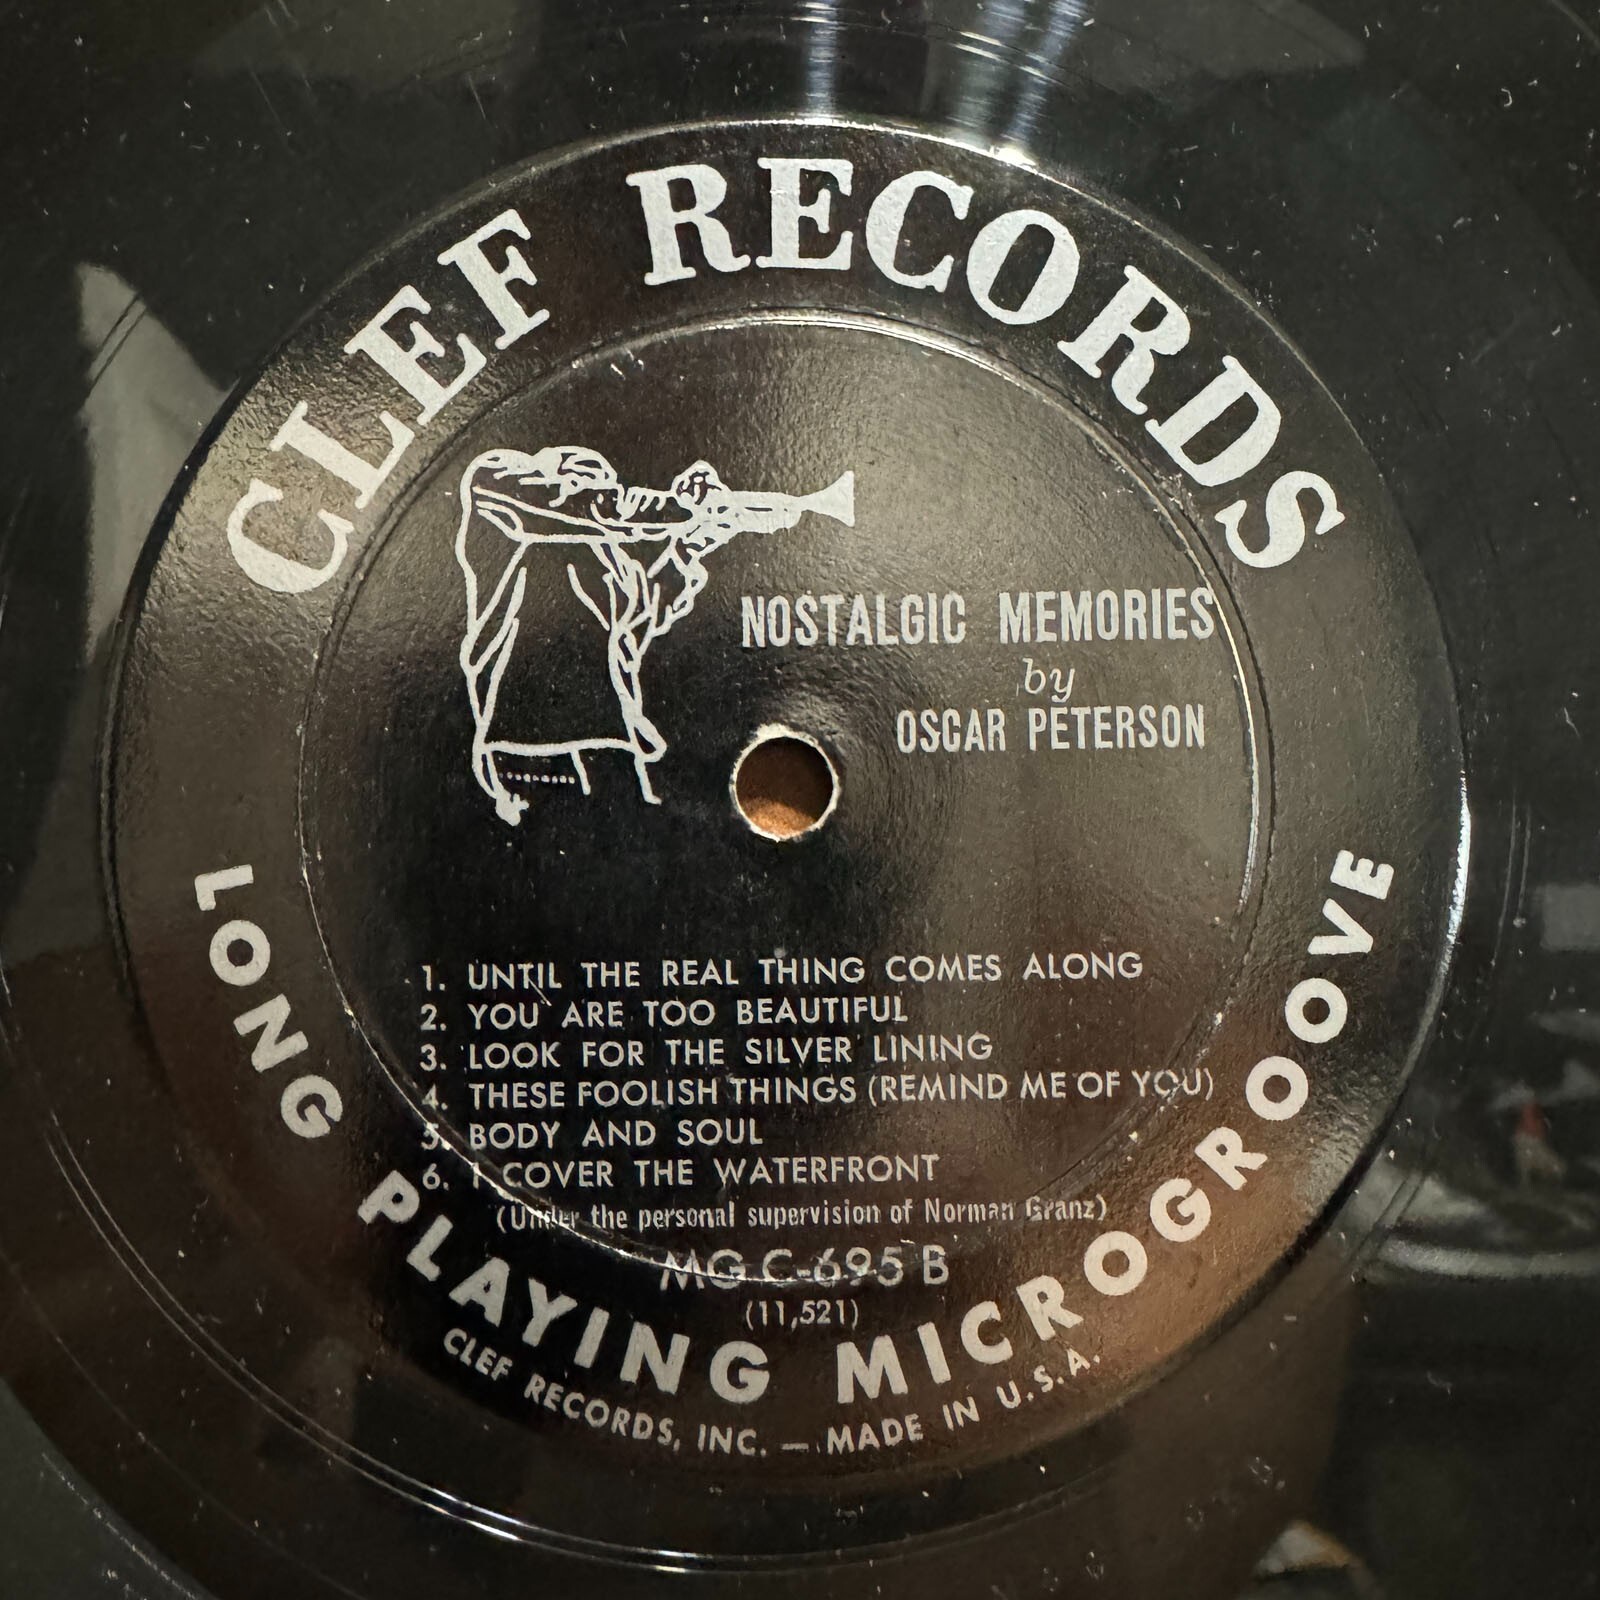 CLEF RECORDS
NOSTALGIC MEMORIES
by
OSCAR PETERSON
1. UNTIL THE REAL THING COMES ALONG
2. YOU ARE TOO BEAUTIFUL
3. LOOK FOR THE SILVER LINING
4. THESE FOOLISH THINGS (REMIND ME OF YOU)
5. BODY AND SOUL
6. I COVER THE WATERFRONT
(Under the personal supervision of Norman Granz)
MG C-695 B
(11,521)
LONG PLAYING MICROGROOVE
CLEF RECORDS, INC. — MADE IN U.S.A.